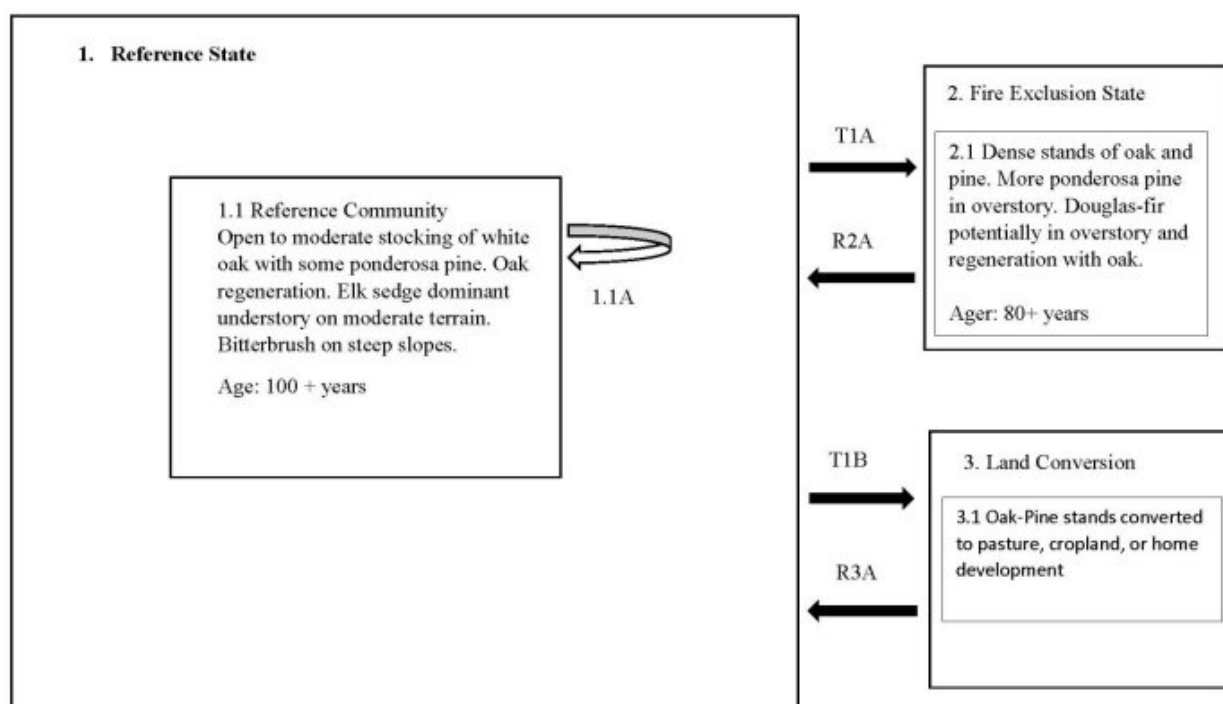 1. Reference State
1.1 Reference Community
Open to moderate stocking of white
oak with some ponderosa pine. Oak
regeneration. Elk sedge dominant
understory on moderate terrain.
Bitterbrush on steep slopes.
Age: 100 + years
1.1A
T1A
R2A
2. Fire Exclusion State
2.1 Dense stands of oak and
pine. More ponderosa pine
in overstory. Douglas-fir
potentially in overstory and
regeneration with oak.
Ager: 80+ years
T1B
R3A
3. Land Conversion
3.1 Oak-Pine stands converted
to pasture, cropland, or home
development